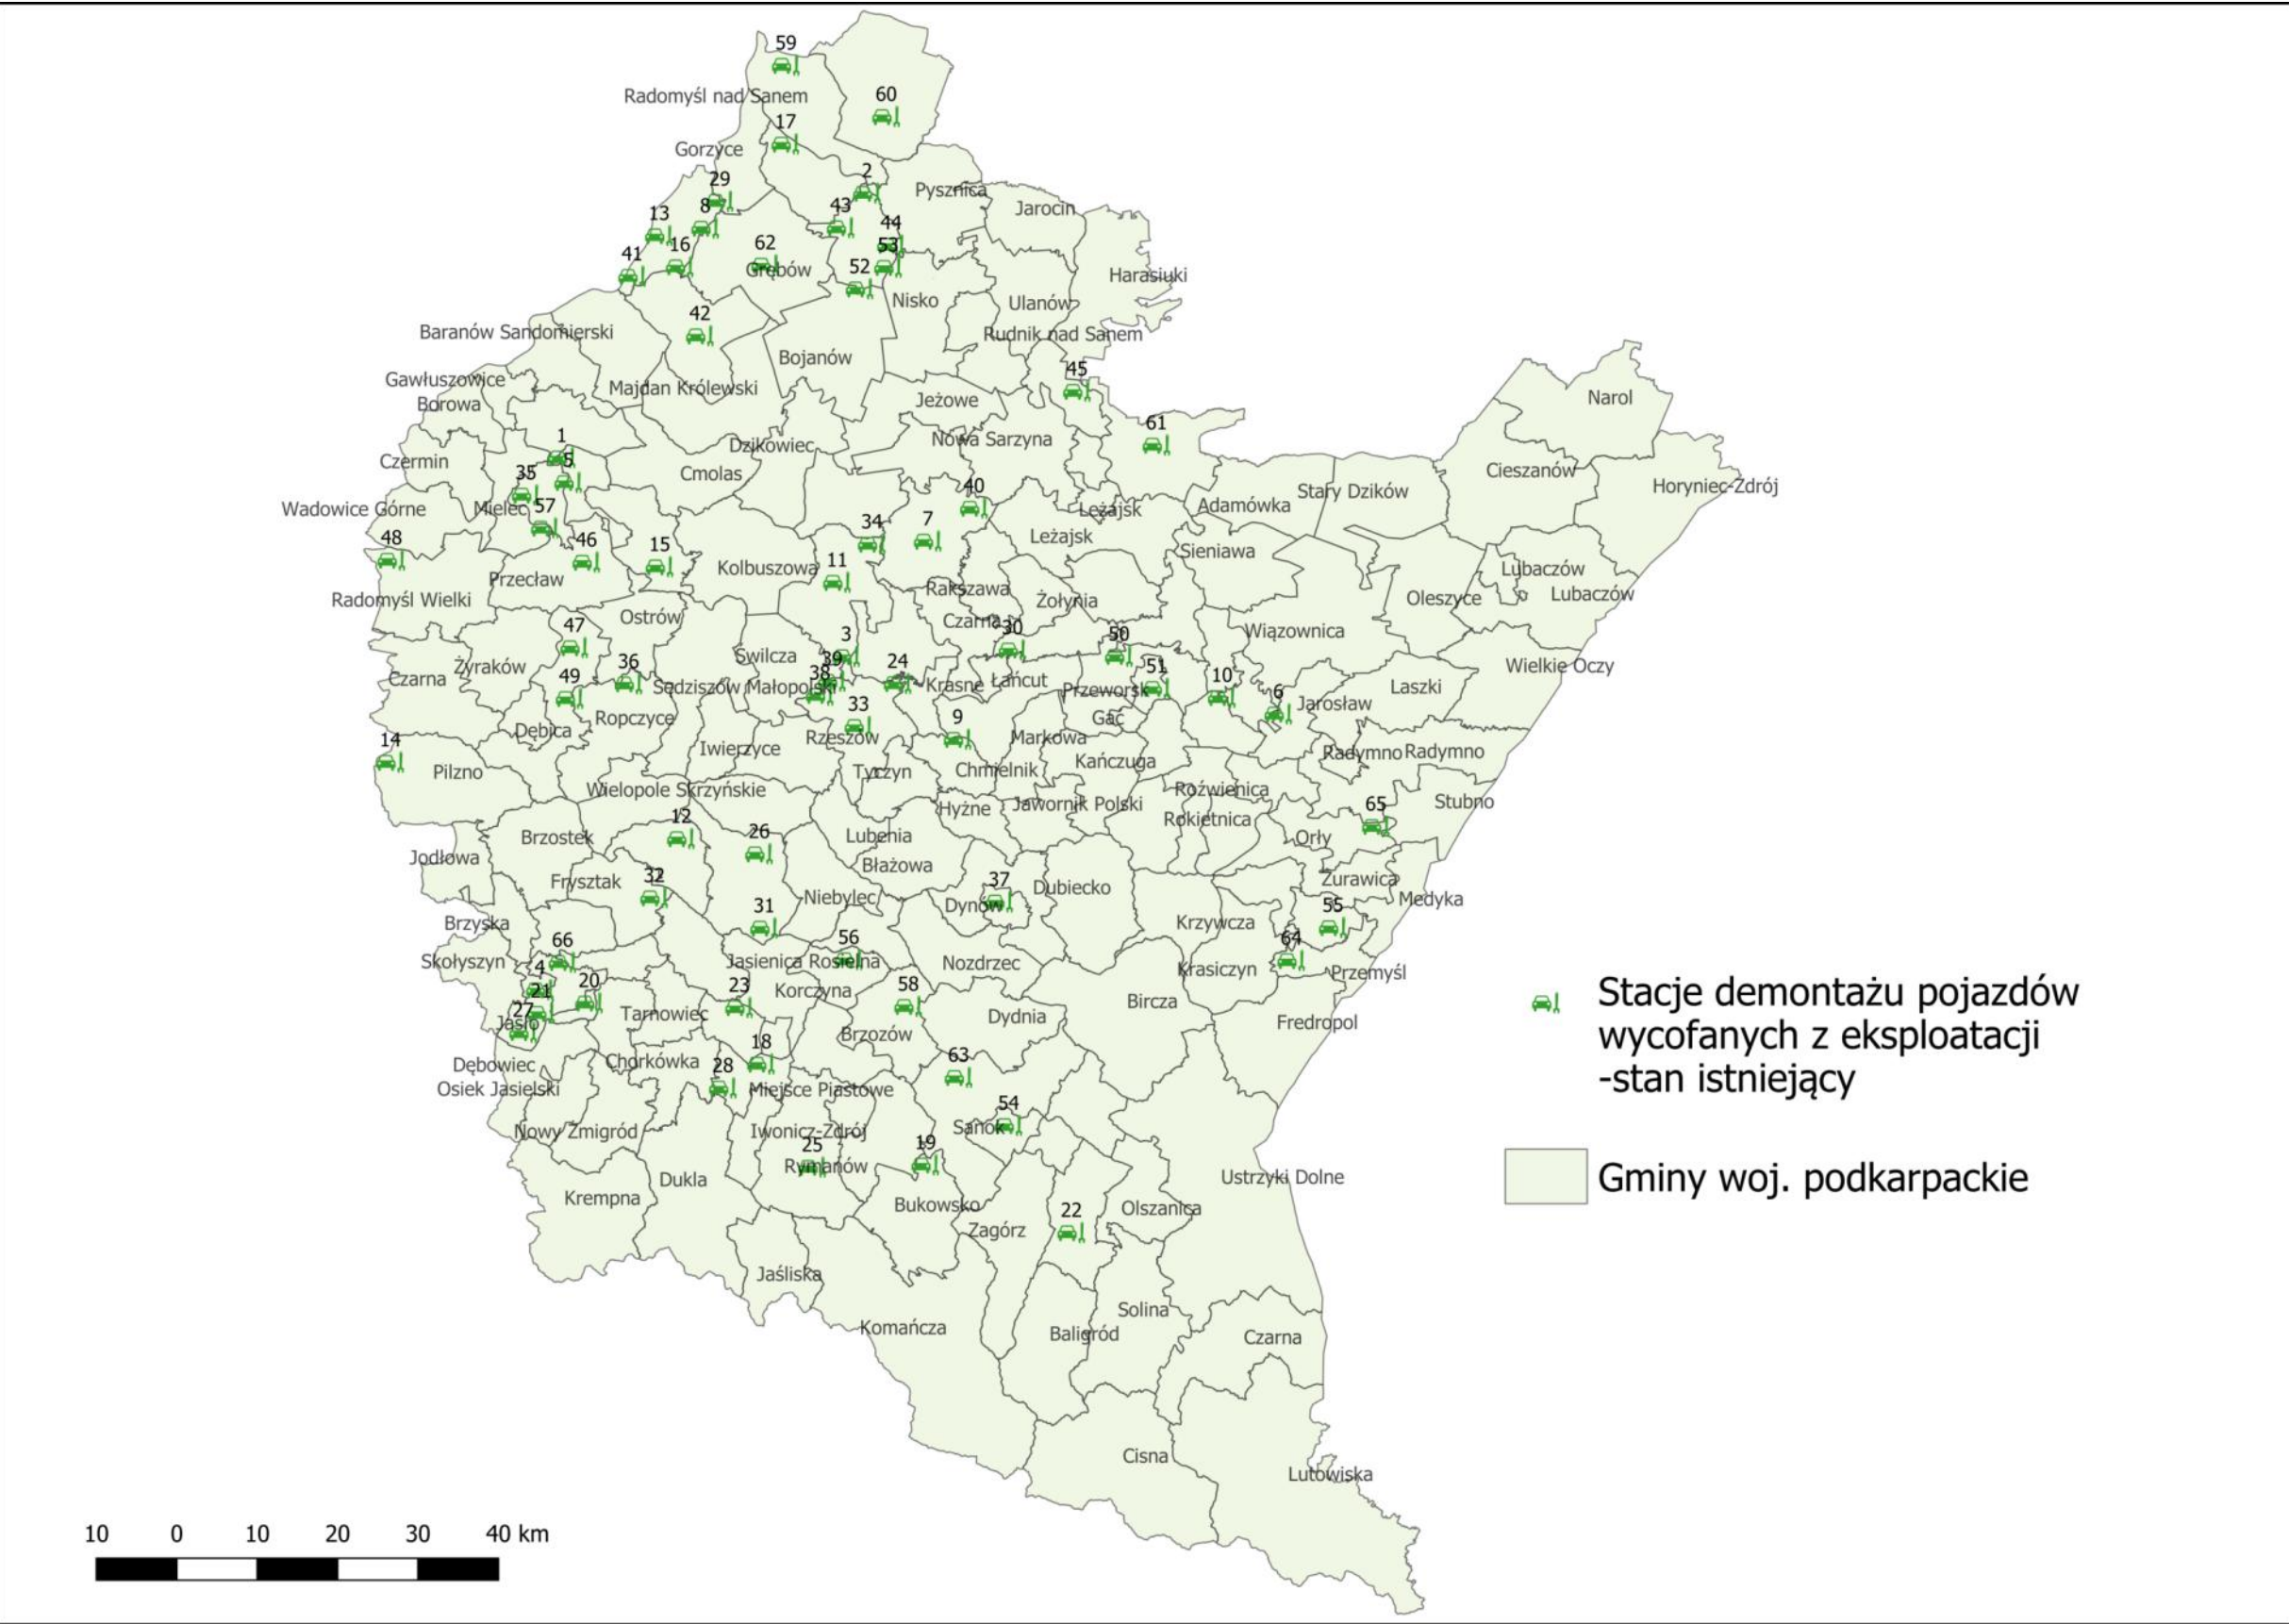 59
60
Radomyśl nad Sanem
17
Gorzyce
2
29
Pysznica
8
43
Jarocin
13
44
16
62
53
41
52
Grębów
Harasiuki
Nisko
Ulanów
42
Baranów Sandomierski
Rudnik nad Sanem
Bojanów
45
Gawłuszowice
Majdan Królewski
Narol
Borowa
Jeżowe
61
1
Nowa Sarzyna
Dzikowiec
5
Czermin
35
Cmolas
Cieszanów
40
Horyniec-Zdrój
Stary Dzików
Wadowice Górne
Mielec
57
Leżajsk
Adamówka
34
7
48
46
15
Leżajsk
Sieniawa
11
Kolbuszowa
Lubaczów
Przecław
Rakszawa
Lubaczów
Radomyśl Wielki
Żołynia
Oleszyce
Ostrów
Czarna
47
30
50
Wiązownica
3
Świlcza
39
24
Żyraków
36
51
Wielkie Oczy
Czarna
49
38
10
Sędziszów Małopolski
Krasne
Łańcut
Przeworsk
6
Laszki
33
9
Jarosław
Ropczyce
Gać
Dębica
14
Rzeszów
Markowa
Iwierzyce
Radymno
Radymno
Pilzno
Tyczyn
Chmielnik
Kańczuga
Wielopole Skrzyńskie
Roźwienica
65
Stubno
Hyżne
Jawornik Polski
12
Rokietnica
26
Brzostek
Lubenia
Orły
Jodłowa
Błażowa
Frysztak
32
37
Dubiecko
Żurawica
Niebylec
31
Dynów
55
Medyka
Brzyska
Krzywcza
66
56
64
Skołyszyn
4
Jasienica Rosielna
Nozdrzec
Krasiczyn
Przemyśl
20
21
23
Korczyna
58
Bircza
27
Tarnowiec
Dydnia
Jasło
Fredropol
Brzozów
18
63
Dębowiec
Chorkówka
28
Osiek Jasielski
Miejsce Piastowe
54
Nowy Żmigród
Iwonicz-Zdrój
Sanok
25
19
Rymanów
Dukla
Ustrzyki Dolne
Krempna
Bukowsko
22
Olszanica
Zagórz
Jaśliska
Solina
Komańcza
Baligród
Czarna
Cisna
Lutowiska
Stacje demontażu pojazdów
wycofanych z eksploatacji
-stan istniejący
Gminy woj. podkarpackie
10 0 10 20 30 40 km